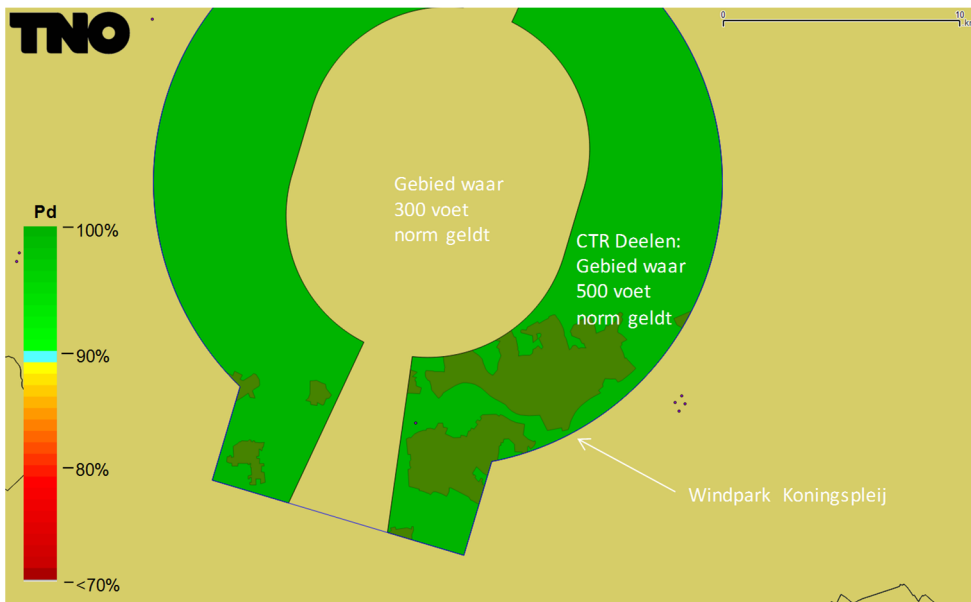 TNO
0 10
km
Gebied waar
300 voet
norm geldt
CTR Deelen:
Gebied waar
500 voet
norm geldt
Pd
100%
90%
80%
<70%
Windpark Koningspleij